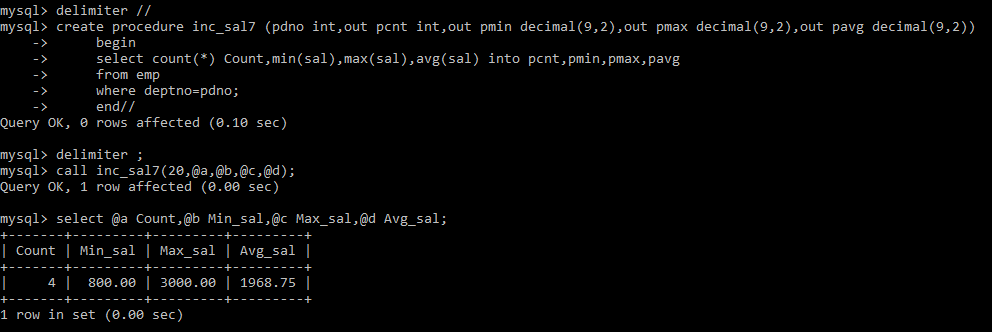 mysql> delimiter //
mysql> create procedure inc_sal7 (pdno int,out pcnt int,out pmin decimal(9,2),out pmax decimal(9,2),out pavg decimal(9,2))
    ->      begin
    ->      select count(*) Count,min(sal),max(sal),avg(sal) into pcnt,pmin,pmax,pavg
    ->      from emp
    ->      where deptno=pdno;
    ->      end//
Query OK, 0 rows affected (0.10 sec)

mysql> delimiter ;
mysql> call inc_sal7(20,@a,@b,@c,@d);
Query OK, 1 row affected (0.00 sec)

mysql> select @a Count,@b Min_sal,@c Max_sal,@d Avg_sal;
+-------+---------+---------+---------+
| Count | Min_sal | Max_sal | Avg_sal |
+-------+---------+---------+---------+
|     4 |  800.00 | 3000.00 | 1968.75 |
+-------+---------+---------+---------+
1 row in set (0.00 sec)